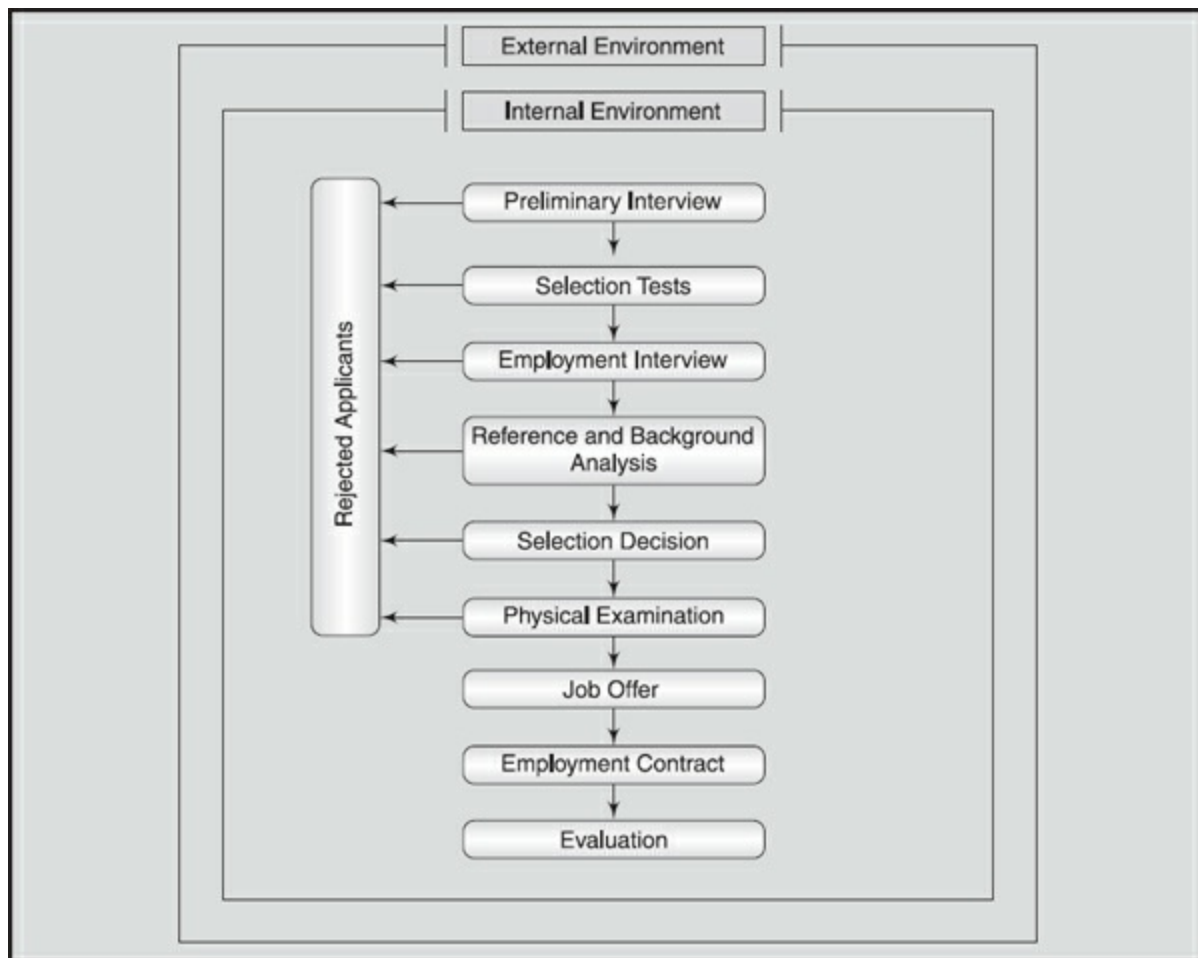 External Environment
Internal Environment
Rejected Applicants
Preliminary Interview
Selection Tests
Employment Interview
Reference and Background
Analysis
Selection Decision
Physical Examination
Job Offer
Employment Contract
Evaluation